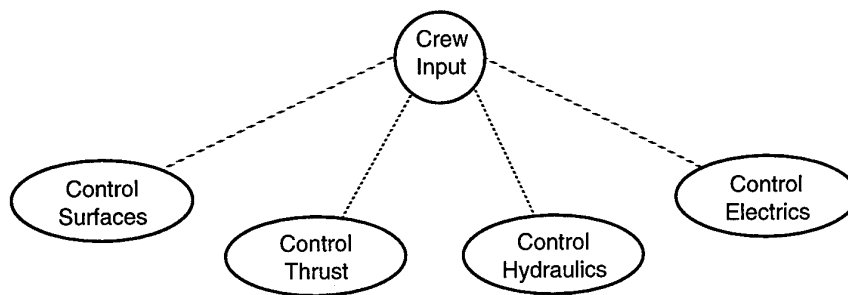 Crew
Input
Control
Surfaces
Control
Thrust
Control
Hydraulics
Control
Electrics